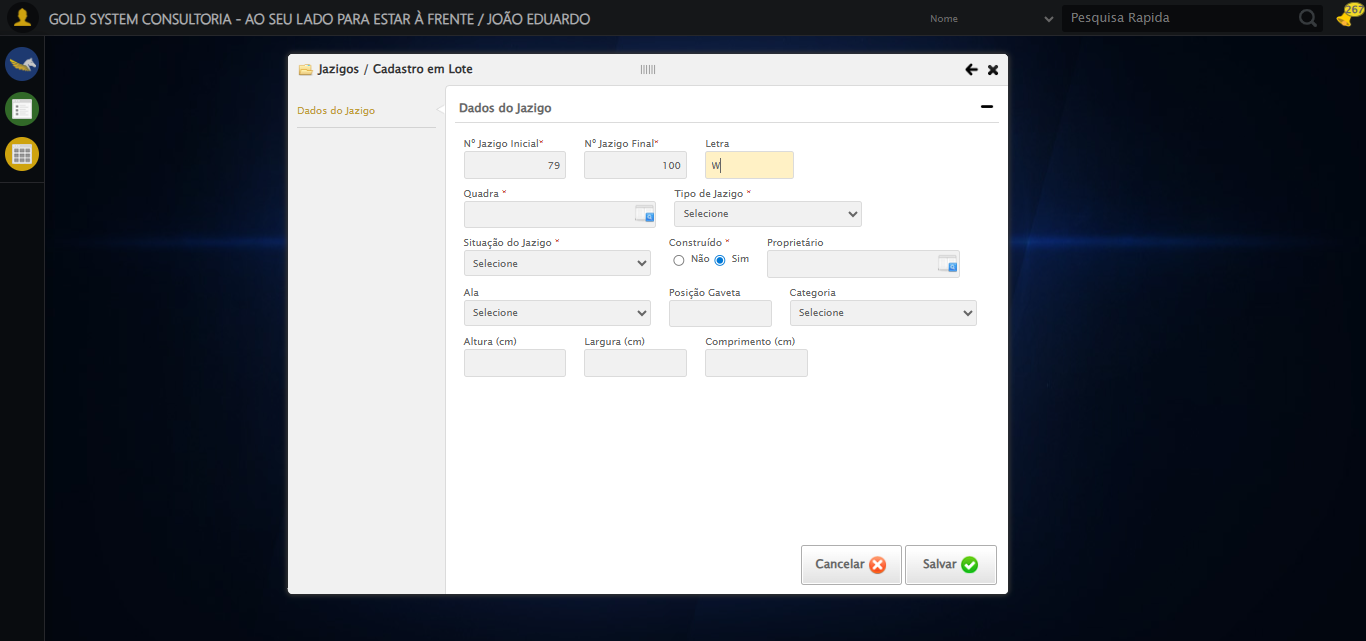 GOLD SYSTEM CONSULTORIA - AO SEU LADO PARA ESTAR À FRENTE / JOÃO EDUARDO
Nome
Pesquisa Rapida
267
Jazigos / Cadastro em Lote
Dados do Jazigo
Dados do Jazigo
Nº Jazigo Inicial* Nº Jazigo Final* Letra
79 100 W
Quadra * Tipo de Jazigo *
Selecione
Situação do Jazigo * Construído * Proprietário
Selecione Não Sim
Ala Posição Gaveta Categoria
Selecione Selecione
Altura (cm) Largura (cm) Comprimento (cm)
Cancelar Salvar